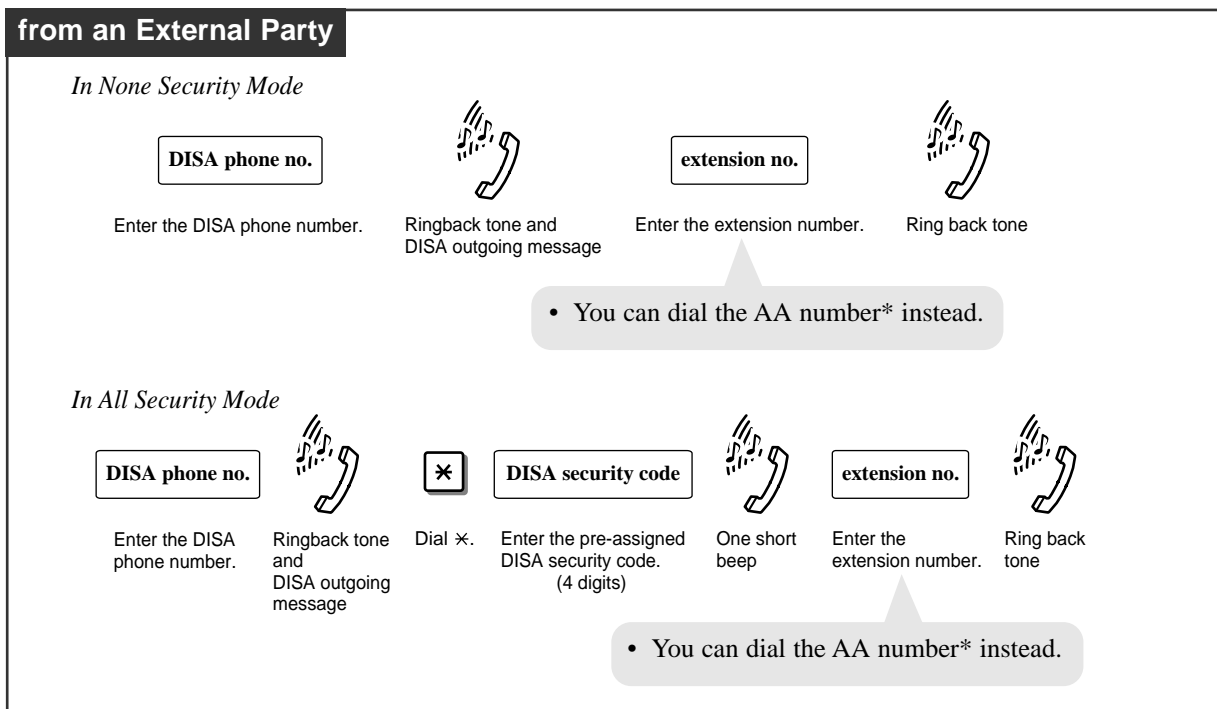 from an External Party
In None Security Mode
DISA phone no.
extension no.
Enter the DISA phone number.
Ringback tone and
DISA outgoing message
Enter the extension number.
Ring back tone
• You can dial the AA number* instead.
In All Security Mode
DISA phone no.
✳
DISA security code
extension no.
Enter the DISA
phone number.
Ringback tone
and
DISA outgoing
message
Dial ✳.
Enter the pre-assigned
DISA security code.
(4 digits)
One short
beep
Enter the
extension number.
Ring back
tone
• You can dial the AA number* instead.